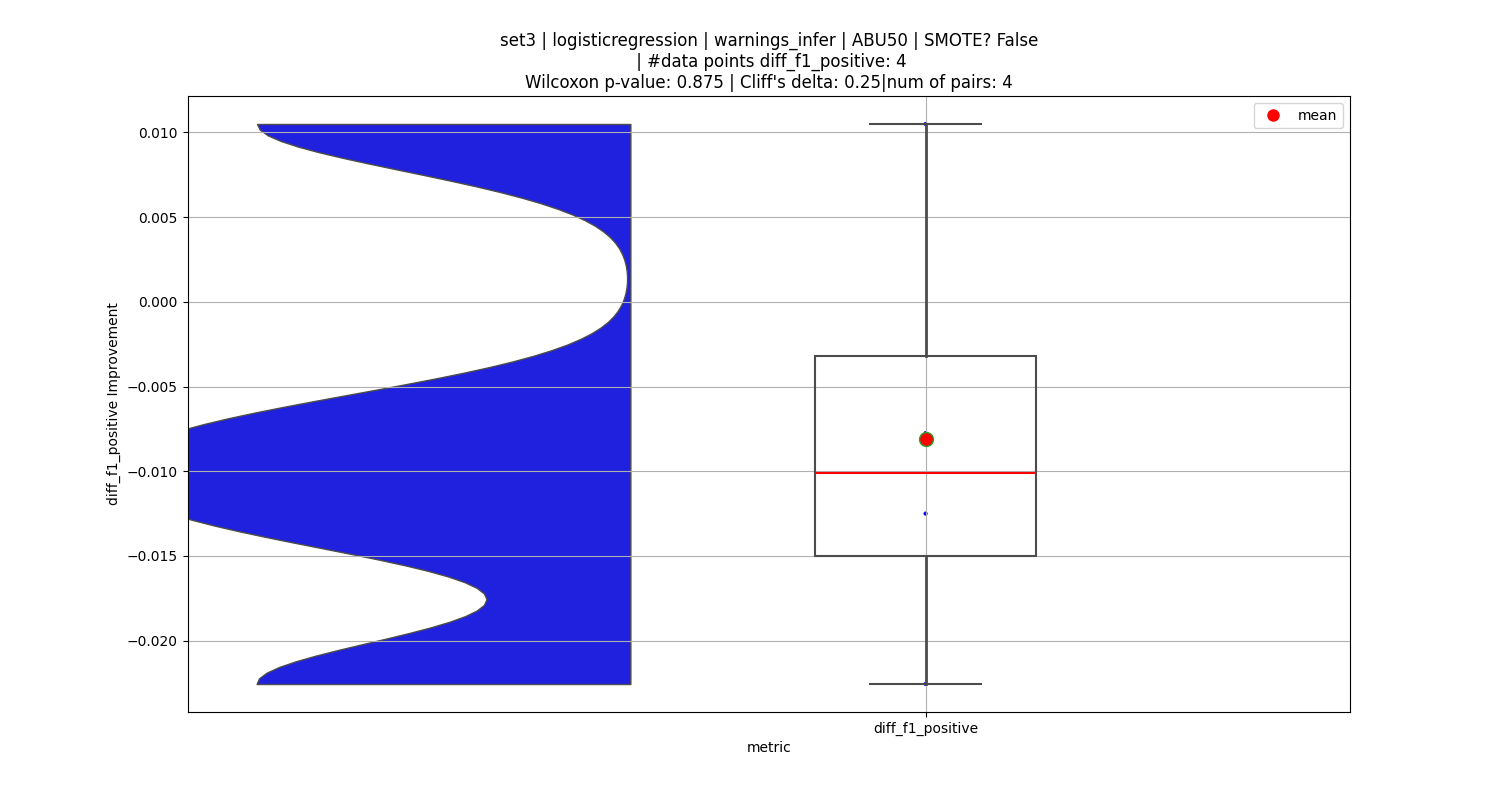 set3 | logisticregression | warnings_infer | ABU50 | SMOTE? False
| #data points diff_f1_positive: 4
Wilcoxon p-value: 0.875 | Cliff's delta: 0.25|num of pairs: 4
mean
0.010
0.005
0.000
−0.005
−0.010
−0.015
−0.020
diff_f1_positive Improvement
diff_f1_positive
metric